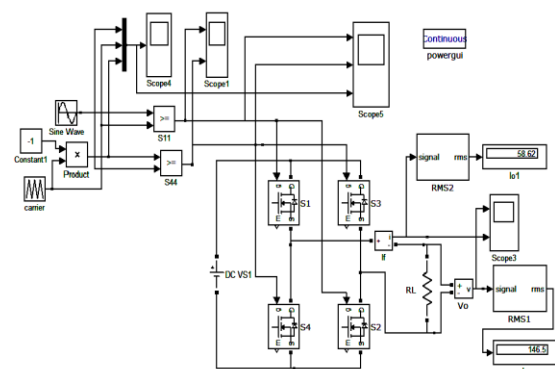 Continuous
powergui
Scope4
Scope1
Scope5
Sine Wave
>=
S11
-1
Constant1
x
Product
>=
S44
carrier
signal
rms
RMS2
58.62
Io1
S1
S3
DC VS1
If
RL
Scope3
+
-
v
Vo
signal
rms
RMS1
S4
S2
146.5